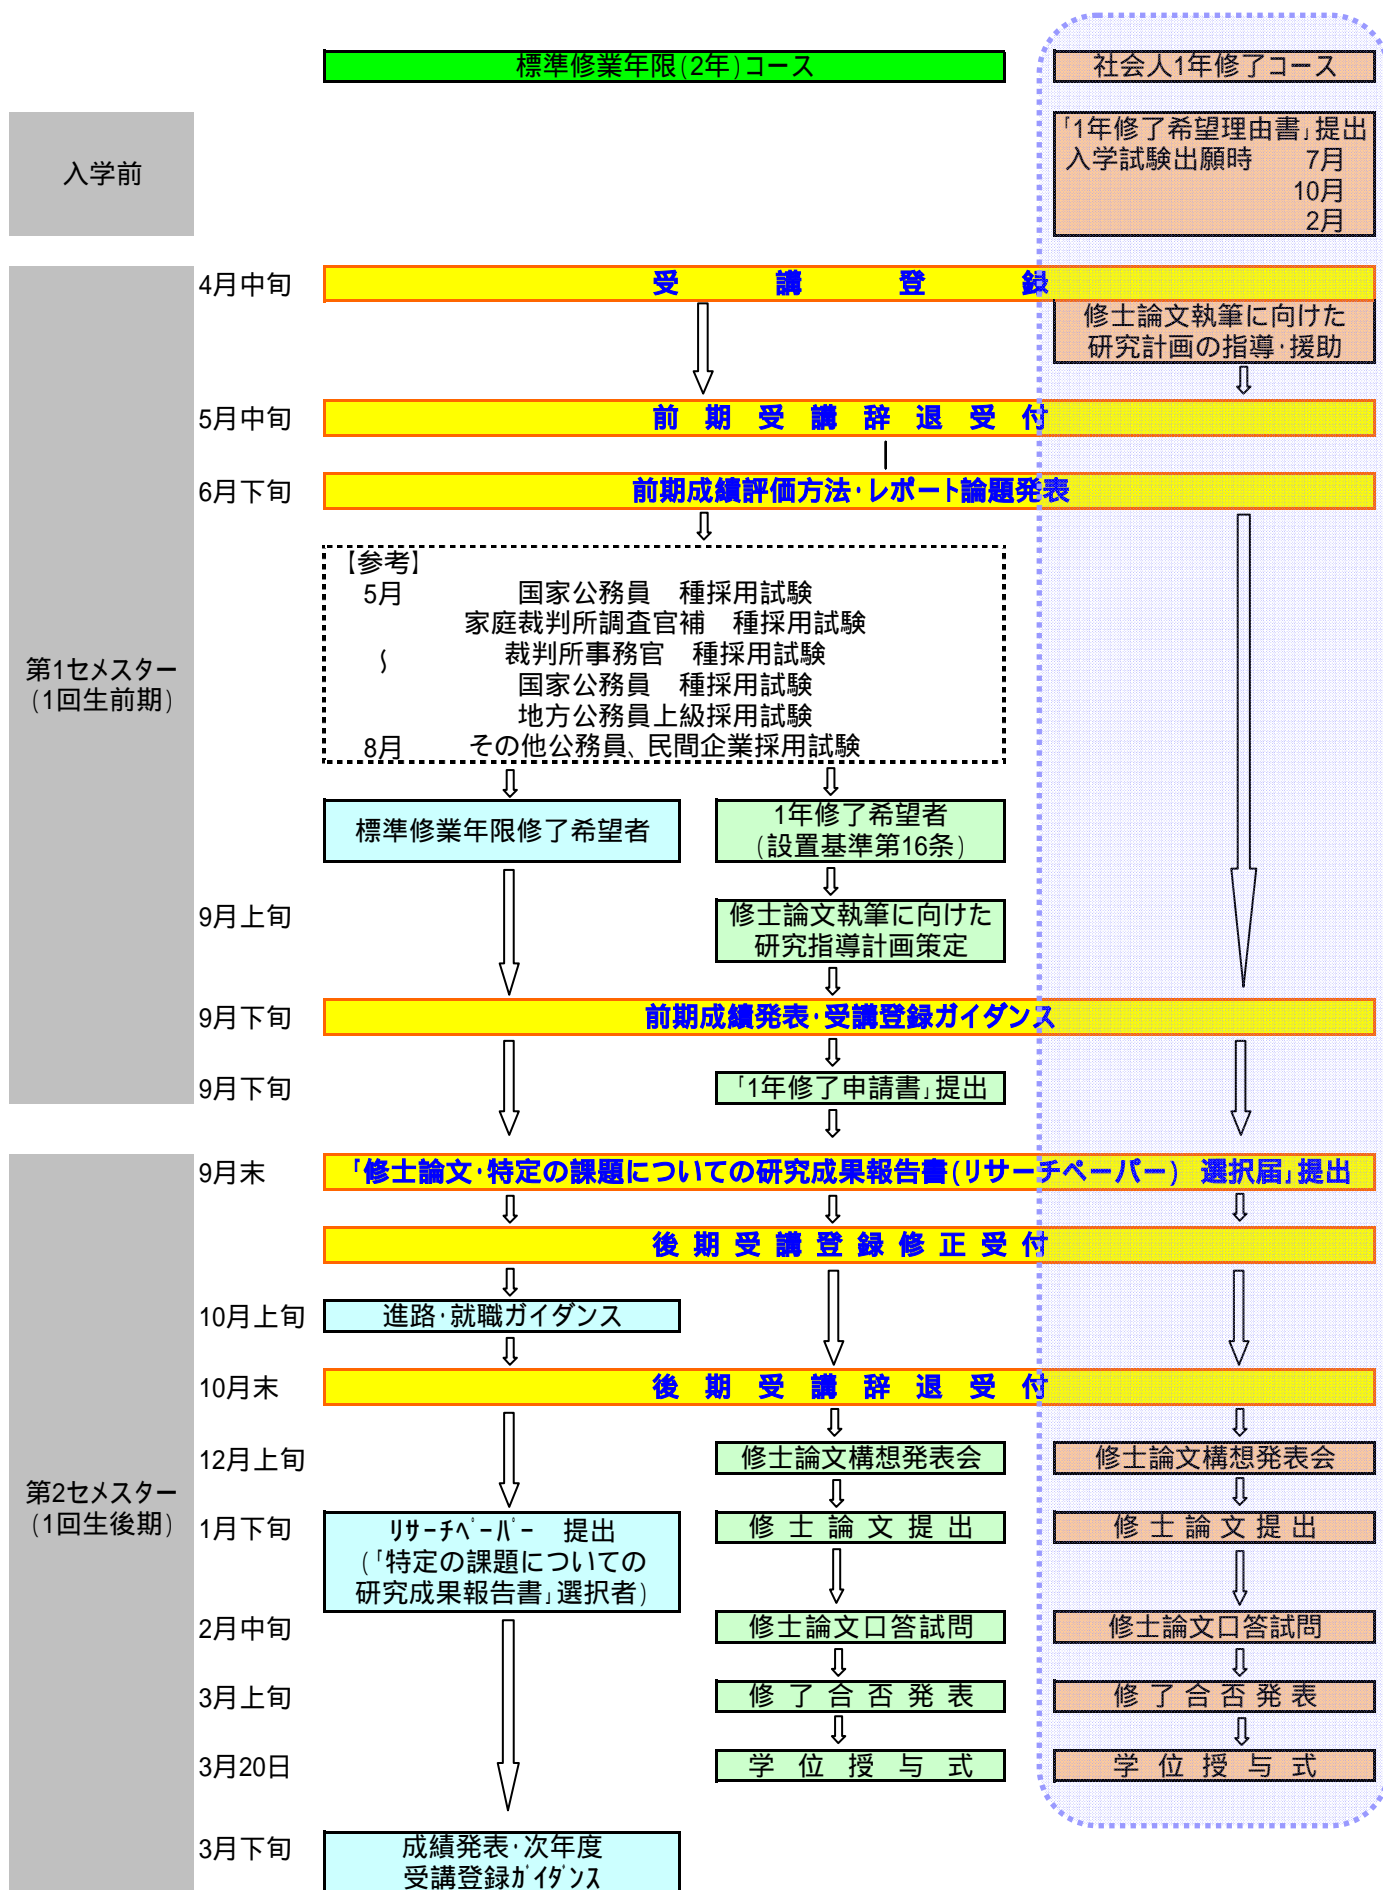 標準修業年限(2年)コース
社会人1年修了コース
入学前
「1年修了希望理由書」提出
入学試験出願時 7月
10月
2月
4月中旬
受講登録
修士論文執筆に向けた
研究計画の指導・援助
5月中旬
前期受講辞退受付
6月下旬
前期成績評価方法・レポート論題発表
【参考】
5月 国家公務員 種採用試験
家庭裁判所調査官補 種採用試験
~ 裁判所事務官 種採用試験
国家公務員 種採用試験
地方公務員上級採用試験
8月 その他公務員、民間企業採用試験
第1セメスター
(1回生前期)
標準修業年限修了希望者
1年修了希望者
(設置基準第16条)
9月上旬
修士論文執筆に向けた
研究指導計画策定
9月下旬
前期成績発表・受講登録ガイダンス
9月下旬
「1年修了申請書」提出
9月末
「修士論文・特定の課題についての研究成果報告書(リサーチペーパー) 選択届」提出
後期受講登録修正受付
10月上旬
進路・就職ガイダンス
10月末
後期受講辞退受付
12月上旬
修士論文構想発表会
修士論文構想発表会
第2セメスター
(1回生後期)
1月下旬
リサーチペーパー 提出
(「特定の課題についての
研究成果報告書」選択者)
修士論文提出
修士論文提出
2月中旬
修士論文口答試問
修士論文口答試問
3月上旬
修了合否発表
修了合否発表
3月20日
学位授与式
学位授与式
3月下旬
成績発表・次年度
受講登録ガイダンス